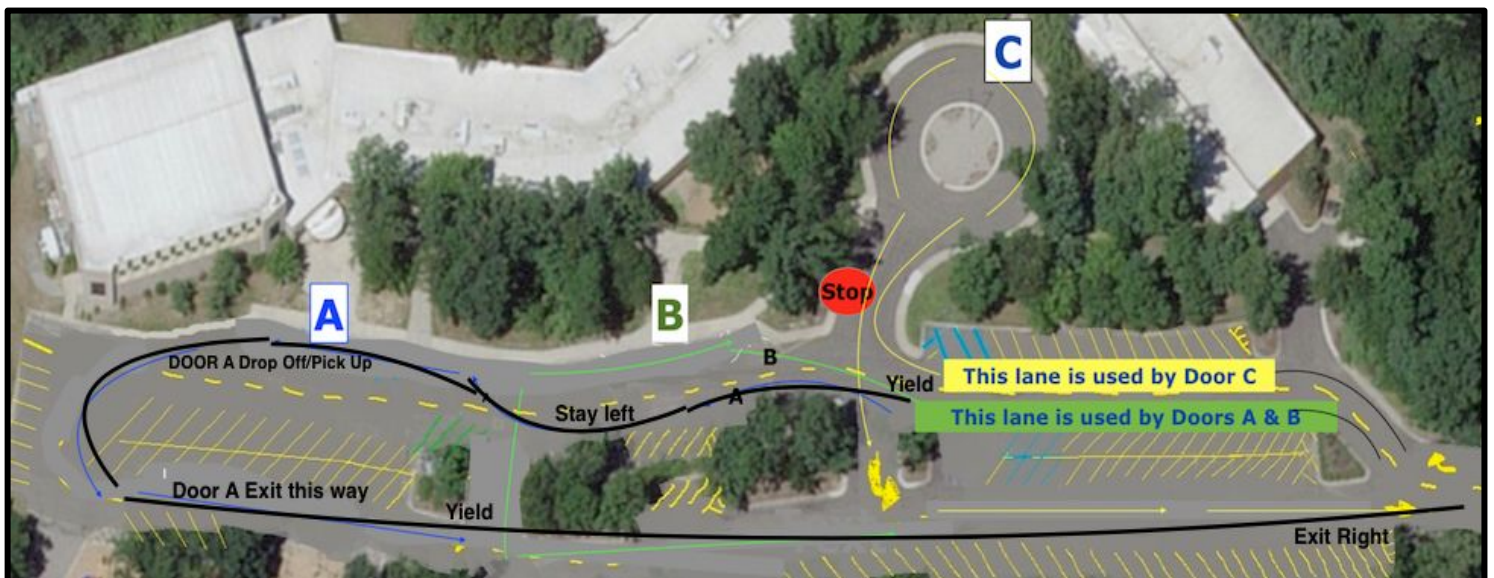 C
Stop
A
B
B
DOOR A Drop Off/Pick Up
This lane is used by Door C
Yield
A
Stay left
This lane is used by Doors A & B
Door A Exit this way
Yield
Exit Right